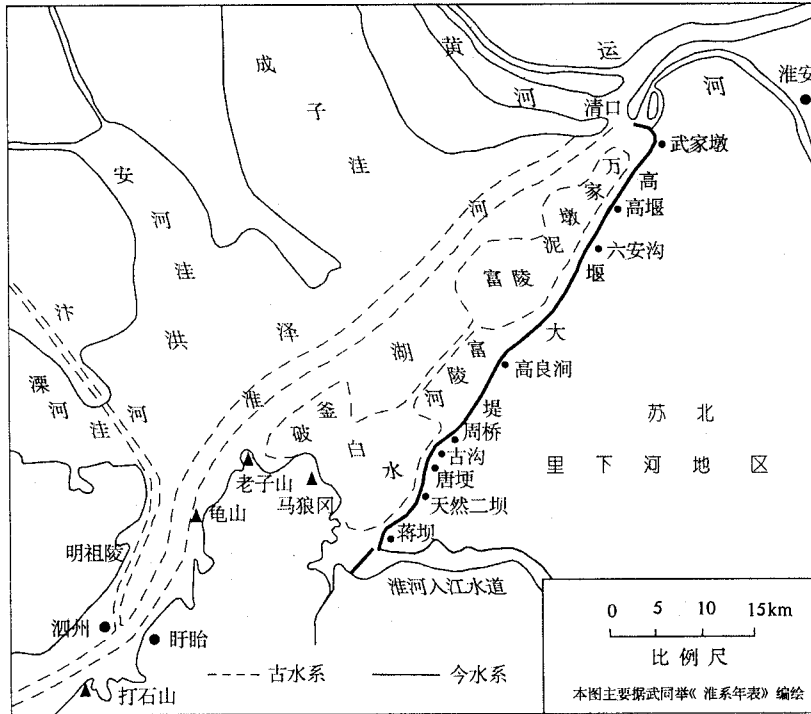 黄河
运河
淮安
成子洼
清口
武家墩
万家墩
高堰
六安沟
泥
富陵
安河洼
淮河
洪泽湖
汴河
溧河洼
高堰大堤
高良涧
富陵河
破釜
白水
周桥
古沟
唐埂
天然二坝
蒋坝
苏北
里下河地区
老子山
马狼冈
龟山
明祖陵
泗州
盱眙
打石山
淮河入江水道
古水系
今水系
0 5 10 15km
比例尺
本图主要据武同举《淮系年表》编绘